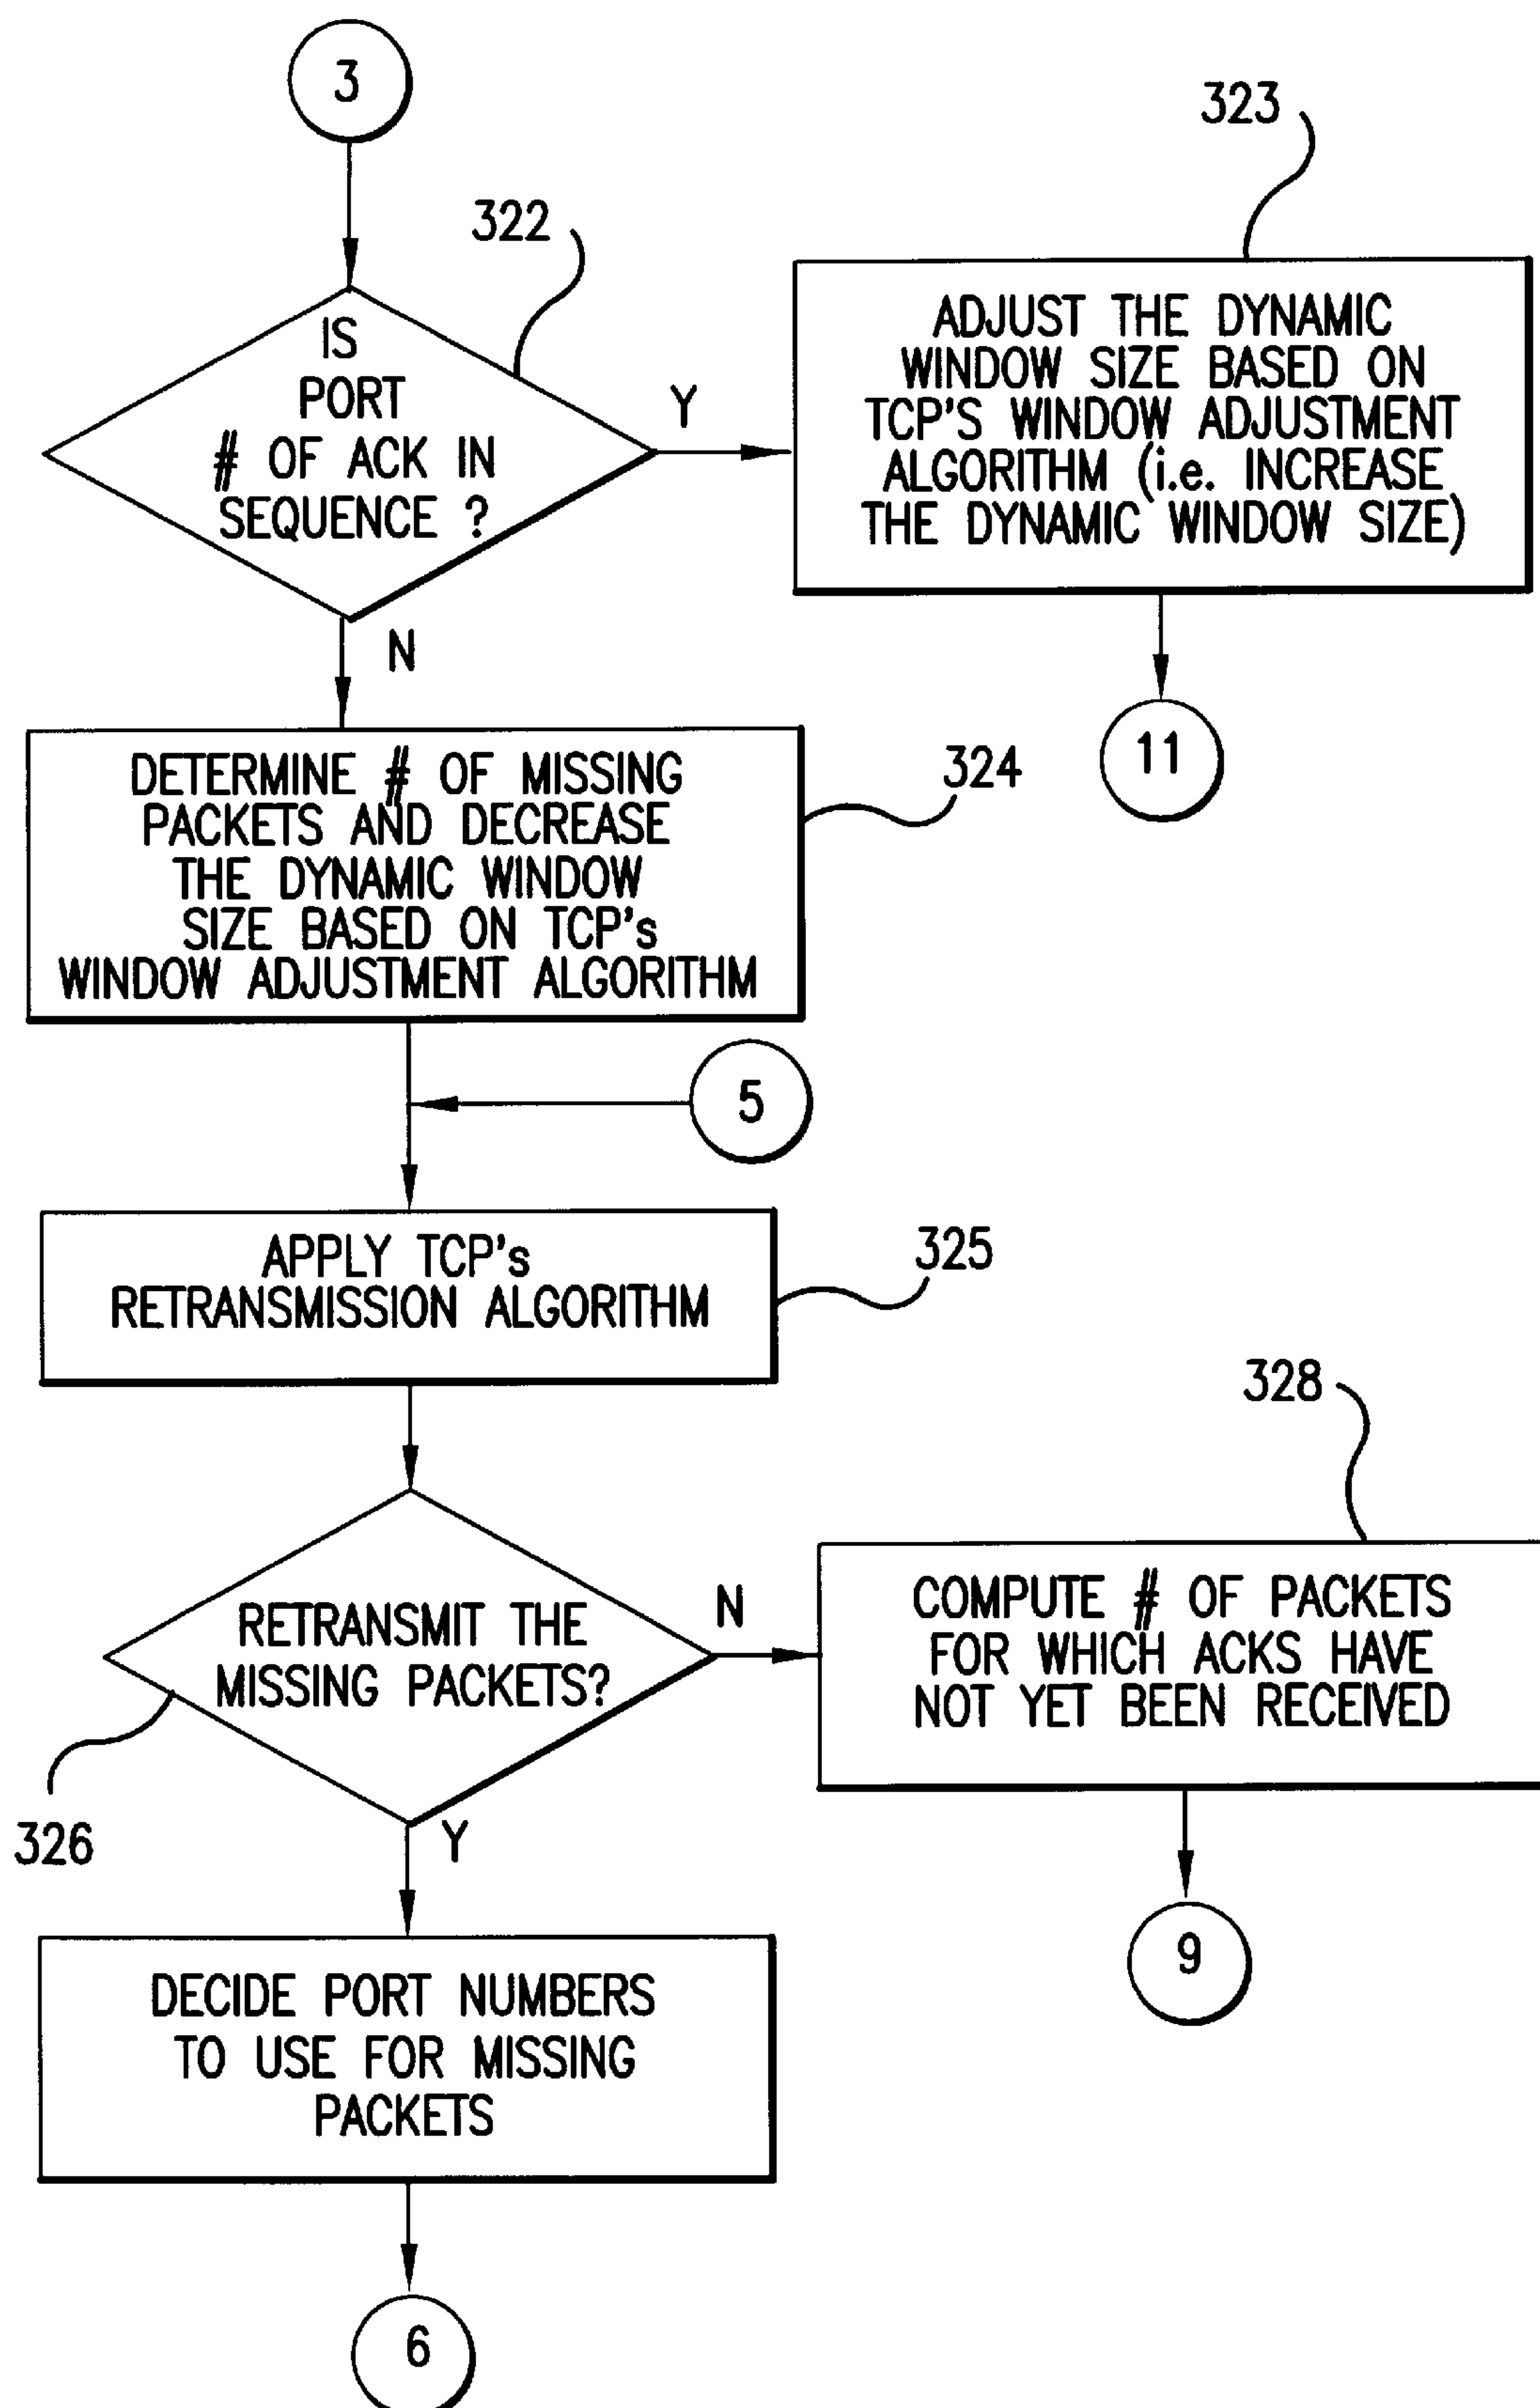 3
322
323
IS
PORT
# OF ACK IN
SEQUENCE ?
Y
N
ADJUST THE DYNAMIC
WINDOW SIZE BASED ON
TCP'S WINDOW ADJUSTMENT
ALGORITHM (i.e. INCREASE
THE DYNAMIC WINDOW SIZE)
11
DETERMINE # OF MISSING
PACKETS AND DECREASE
THE DYNAMIC WINDOW
SIZE BASED ON TCP's
WINDOW ADJUSTMENT ALGORITHM
324
5
APPLY TCP's
RETRANSMISSION ALGORITHM
325
RETRANSMIT THE
MISSING PACKETS?
326
N
Y
328
COMPUTE # OF PACKETS
FOR WHICH ACKS HAVE
NOT YET BEEN RECEIVED
9
DECIDE PORT NUMBERS
TO USE FOR MISSING
PACKETS
6